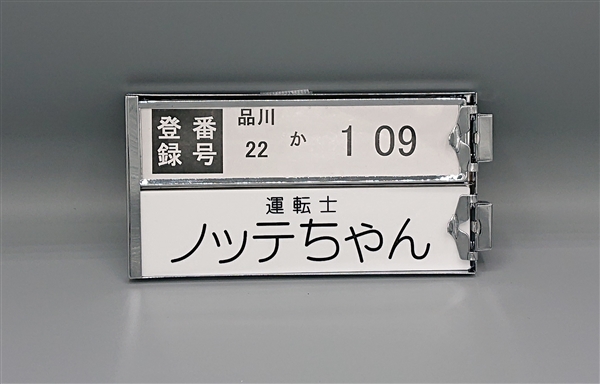 登録番号
品川
22 か 1 09
運転士
ノッテちゃん